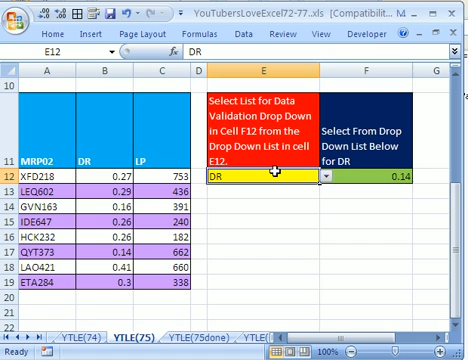 YouTubersLoveExcel72-77...xls [Compatibilit...
Home Page Layout Formulas Data Review View Developer
E12 fx DR
A B C D E F G
10
Select List for Data
Validation Drop Down
in Cell F12 from the
Drop Down List in cell
E12.
Select From Drop
Down List Below
for DR
11 MRP02 DR LP
12 XFD218 0.27 753 DR 0.14
13 LEQ602 0.29 436
14 GVN163 0.16 391
15 IDE647 0.26 240
16 HCK232 0.26 182
17 QYT373 0.14 662
18 LAO421 0.41 660
19 ETA284 0.3 338
20
21
22
YTLE(74) YTLE(75) YTLE(75done) YTLE(
Ready 100%